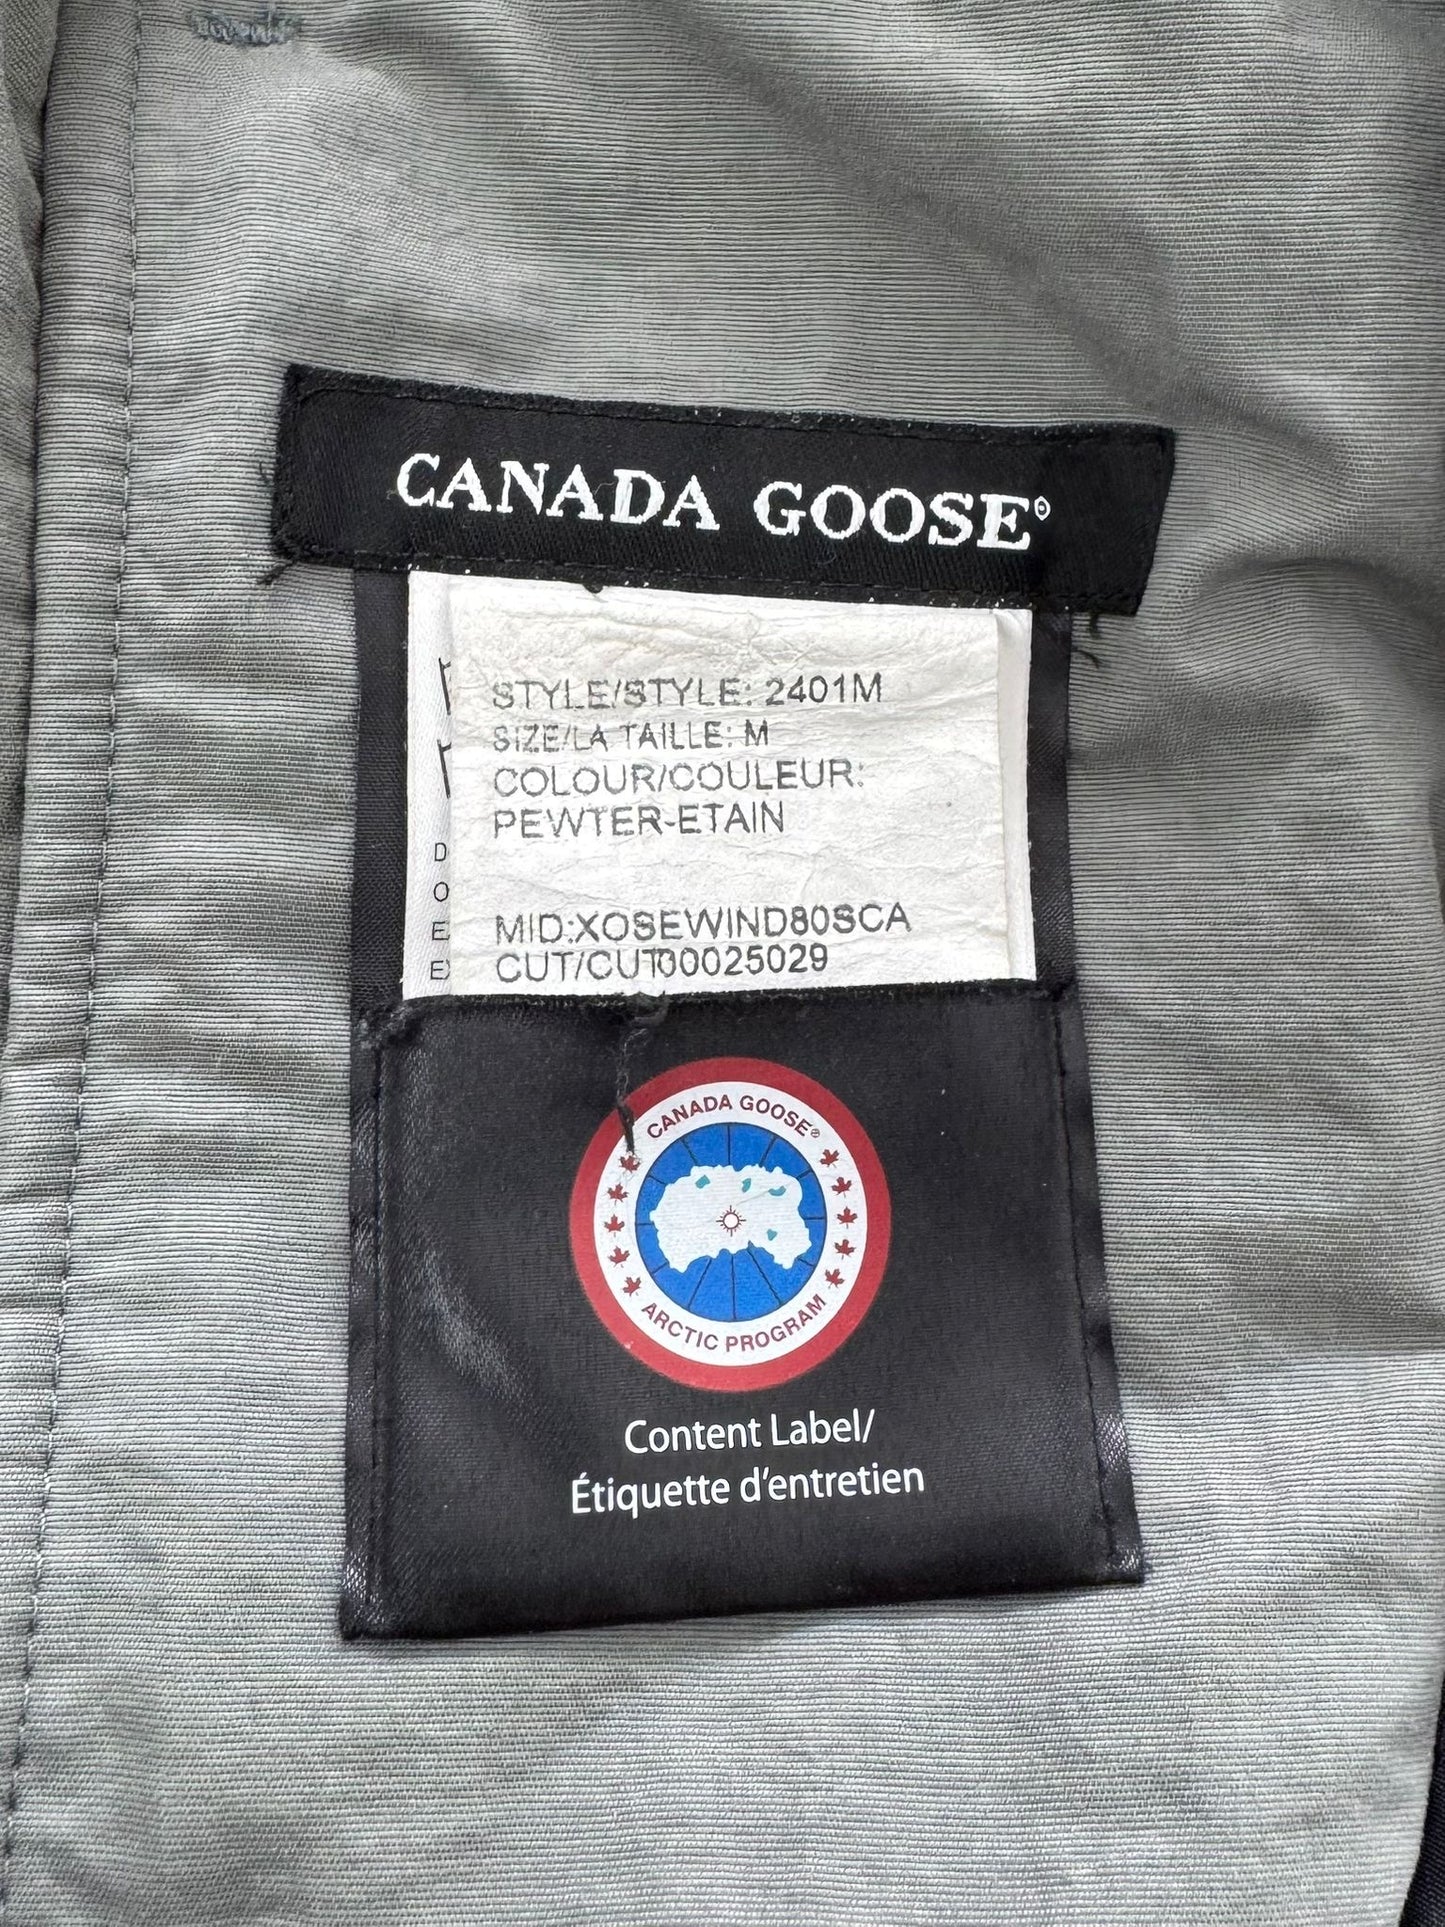 CANADA GOOSE®
STYLE/STYLE: 2401M
SIZE/LA TAILLE: M
COLOUR/COULEUR:
PEWTER-ETAIN
D
O
E
MID:XOSEWIND80SCA
E
CUT/CUT00025029
CANADA GOOSE®
ARCTIC PROGRAM
Content Label/
Étiquette d'entretien